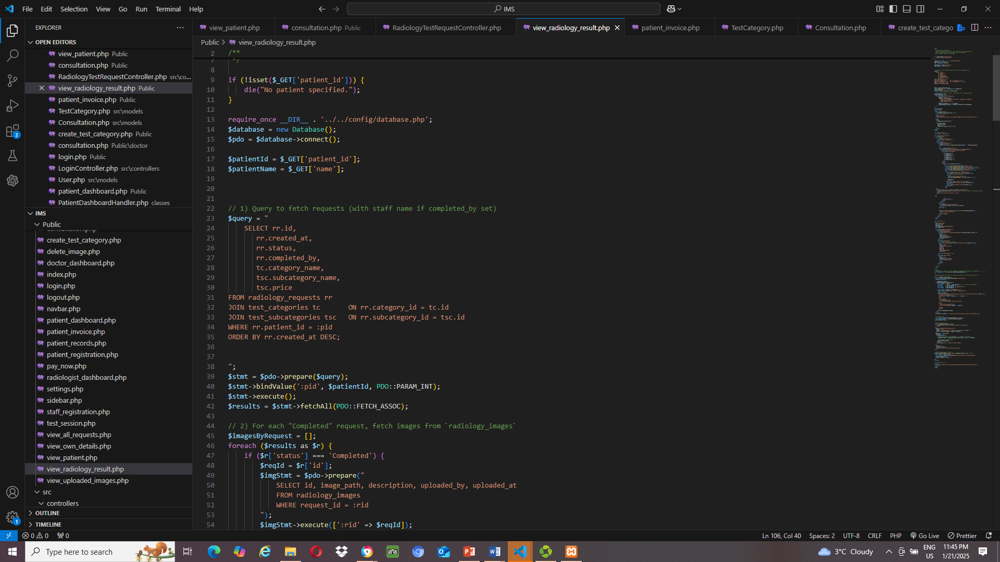 File Edit Selection View Go Run Terminal Help
IMS
EXPLORER
OPEN EDITORS
view_patient.php Public
consultation.php Public
RadiologyTestRequestController.php src\co...
view_radiology_result.php Public
patient_invoice.php Public
TestCategory.php src\models
Consultation.php src\models
create_test_category.php Public
consultation.php Public\doctor
login.php Public
LoginController.php src\controllers
User.php src\models
patient_dashboard.php Public
PatientDashboardHandler.php classes
IMS
Public
consultation.php
create_test_category.php
delete_image.php
doctor_dashboard.php
index.php
login.php
logout.php
navbar.php
patient_dashboard.php
patient_invoice.php
patient_records.php
patient_registration.php
pay_now.php
radiologist_dashboard.php
settings.php
sidebar.php
staff_registration.php
test_session.php
view_all_requests.php
view_own_details.php
view_patient.php
view_radiology_result.php
view_uploaded_images.php
src
controllers
OUTLINE
TIMELINE
view_patient.php
consultation.php Public
RadiologyTestRequestController.php
view_radiology_result.php
patient_invoice.php
TestCategory.php
Consultation.php
create_test_catego
Public > view_radiology_result.php
2 /**
7 */
8
9 if (!isset($_GET['patient_id'])) {
10 die("No patient specified.");
11 }
12
13 require_once __DIR__ . '../../config/database.php';
14 $database = new Database();
15 $pdo = $database->connect();
16
17 $patientId = $_GET['patient_id'];
18 $patientName = $_GET['name'];
19
20
21
22 // 1) Query to fetch requests (with staff name if completed_by set)
23 $query = "
24 SELECT rr.id,
25 rr.created_at,
26 rr.status,
27 rr.completed_by,
28 tc.category_name,
29 tsc.subcategory_name,
30 tsc.price
31 FROM radiology_requests rr
32 JOIN test_categories tc ON rr.category_id = tc.id
33 JOIN test_subcategories tsc ON rr.subcategory_id = tsc.id
34 WHERE rr.patient_id = :pid
35 ORDER BY rr.created_at DESC;
36
37
38 ";
39 $stmt = $pdo->prepare($query);
40 $stmt->bindValue(':pid', $patientId, PDO::PARAM_INT);
41 $stmt->execute();
42 $results = $stmt->fetchAll(PDO::FETCH_ASSOC);
43
44 // 2) For each "Completed" request, fetch images from `radiology_images`
45 $imagesByRequest = [];
46 foreach ($results as $r) {
47 if ($r['status'] === 'Completed') {
48 $reqId = $r['id'];
49 $imgStmt = $pdo->prepare("
50 SELECT id, image_path, description, uploaded_by, uploaded_at
51 FROM radiology_images
52 WHERE request_id = :rid
53 ");
54 $imgStmt->execute([':rid' => $reqId]);
2
1
0 0 0
Ln 106, Col 40 Spaces: 2 UTF-8 CRLF PHP Go Live Prettier
Type here to search
3°C Cloudy
ENG
US
11:45 PM
1/21/2025